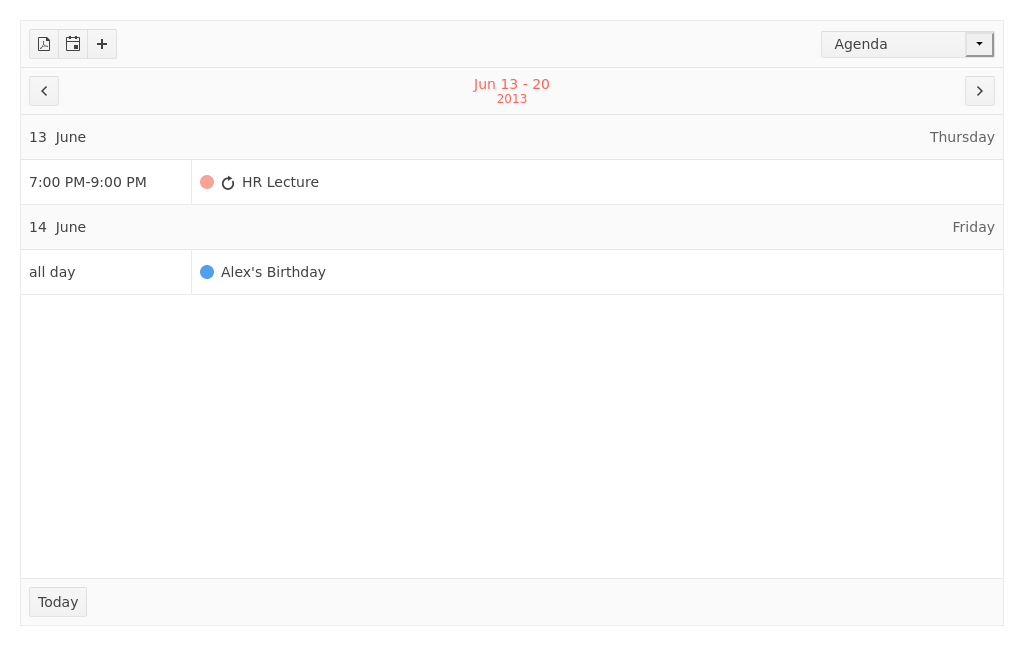 Agenda
Jun 13 - 20
2013
13 June Thursday
7:00 PM-9:00 PM HR Lecture
14 June Friday
all day Alex's Birthday
Today